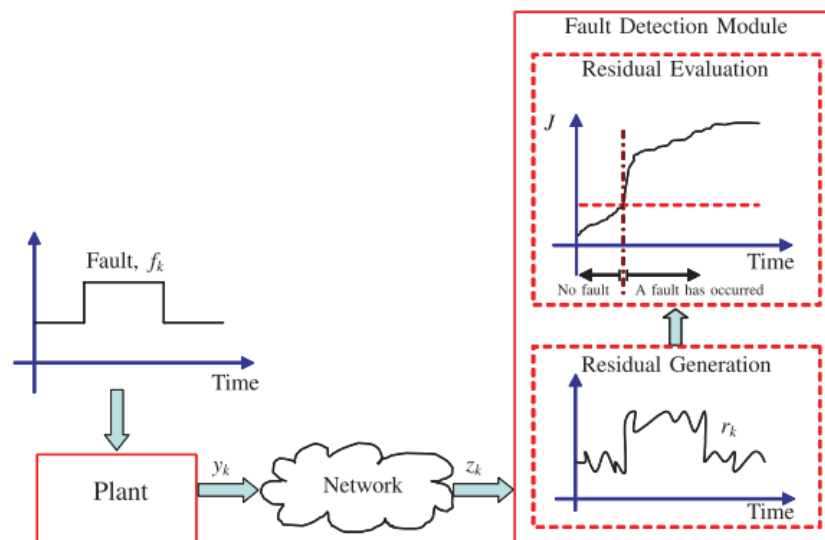 Fault Detection Module
Residual Evaluation
J
Time
No fault
A fault has occurred
Fault, f_k
Time
Residual Generation
r_k
Time
Plant
y_k
Network
z_k